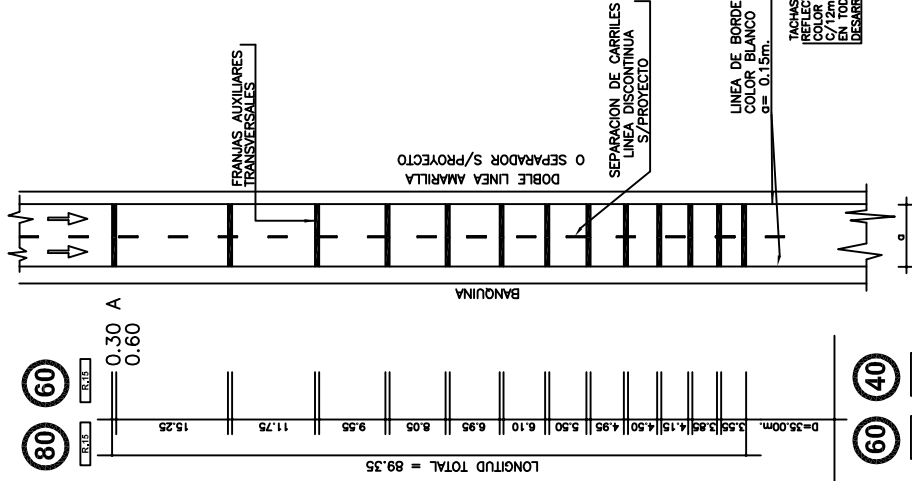 FRANJAS AUXILIARES
TRANSVERSALES
DOBLE LINEA AMARILLA
O SEPARADOR S/PROYECTO
SEPARACION DE CARRILES
LINEA DISCONTINUA
S/PROYECTO
LINEA DE BORDE
COLOR BLANCO
a= 0.15m.
TACHAS
REFLEC
COLOR
C/12m
EN TOD
DESARR
a
BANQUINA
80
R.15
60
R.15
0.30 A
0.60
15.25
11.75
9.55
8.05
6.95
6.10
5.50
4.95
4.50
4.15
3.85
3.55
D=35.00m.
LONGITUD TOTAL = 89.35
60
40